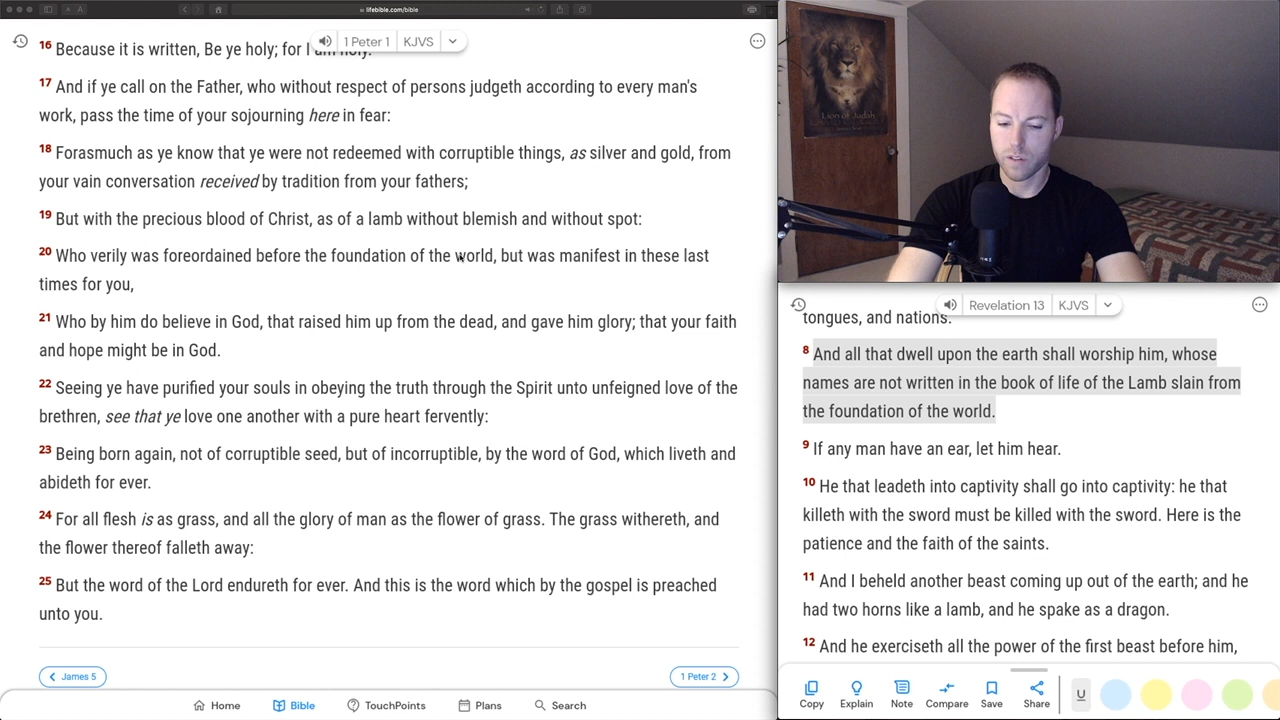 lifebible.com/bible
1 Peter 1
KJVS
16 Because it is written, Be ye holy; for I am holy.
17 And if ye call on the Father, who without respect of persons judgeth according to every man's
work, pass the time of your sojourning here in fear:
18 Forasmuch as ye know that ye were not redeemed with corruptible things, as silver and gold, from
your vain conversation received by tradition from your fathers;
19 But with the precious blood of Christ, as of a lamb without blemish and without spot:
20 Who verily was foreordained before the foundation of the world, but was manifest in these last
times for you,
21 Who by him do believe in God, that raised him up from the dead, and gave him glory; that your faith
and hope might be in God.
22 Seeing ye have purified your souls in obeying the truth through the Spirit unto unfeigned love of the
brethren, see that ye love one another with a pure heart fervently:
23 Being born again, not of corruptible seed, but of incorruptible, by the word of God, which liveth and
abideth for ever.
24 For all flesh is as grass, and all the glory of man as the flower of grass. The grass withereth, and
the flower thereof falleth away:
25 But the word of the Lord endureth for ever. And this is the word which by the gospel is preached
unto you.
James 5
1 Peter 2
Home
Bible
TouchPoints
Plans
Search
Lion of Judah
Revelation 13
KJVS
tongues, and nations.
8 And all that dwell upon the earth shall worship him, whose
names are not written in the book of life of the Lamb slain from
the foundation of the world.
9 If any man have an ear, let him hear.
10 He that leadeth into captivity shall go into captivity: he that
killeth with the sword must be killed with the sword. Here is the
patience and the faith of the saints.
11 And I beheld another beast coming up out of the earth; and he
had two horns like a lamb, and he spake as a dragon.
12 And he exerciseth all the power of the first beast before him,
Copy
Explain
Note
Compare
Save
Share
U